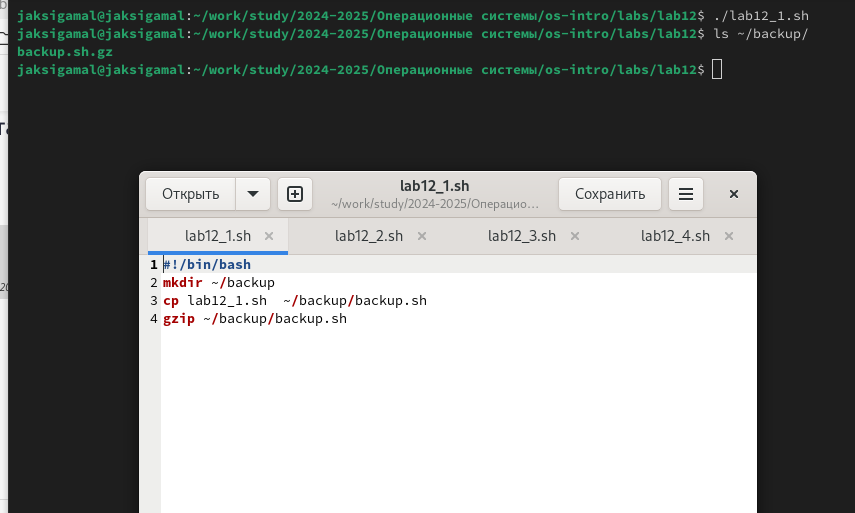 jaksigamal@jaksigamal:~/work/study/2024-2025/Операционные системы/os-intro/labs/lab12$ ./lab12_1.sh
jaksigamal@jaksigamal:~/work/study/2024-2025/Операционные системы/os-intro/labs/lab12$ ls ~/backup/
backup.sh.gz
jaksigamal@jaksigamal:~/work/study/2024-2025/Операционные системы/os-intro/labs/lab12$
Открыть
lab12_1.sh
~/work/study/2024-2025/Операцио...
Сохранить
lab12_1.sh lab12_2.sh lab12_3.sh lab12_4.sh
1 #!/bin/bash
2 mkdir ~/backup
3 cp lab12_1.sh  ~/backup/backup.sh
4 gzip ~/backup/backup.sh